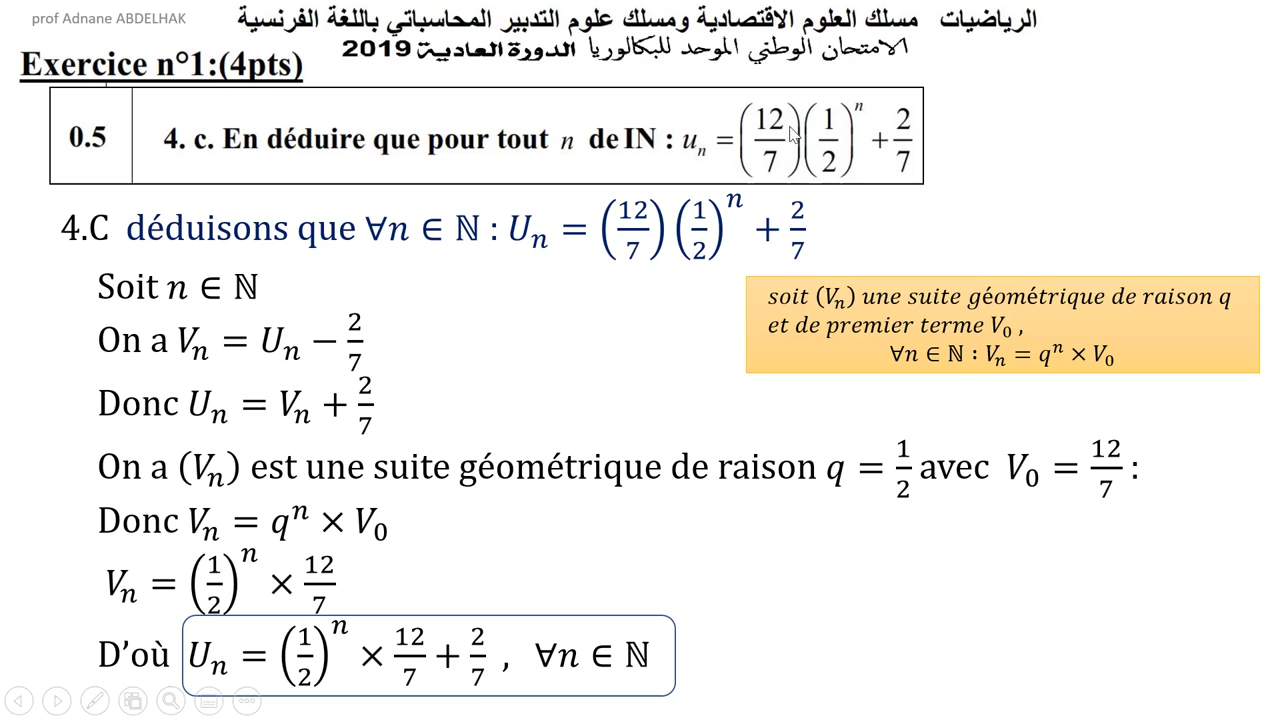 prof Adnane ABDELHAK
الرياضيات مسلك العلوم الاقتصادية ومسلك علوم التدبير المحاسباتي باللغة الفرنسية
الامتحان الوطني الموحد للبكالوريا الدورة العادية 2019
Exercice n°1:(4pts)
0.5 4. c. En déduire que pour tout n de IN : uₙ = (12/7)(1/2)ⁿ + 2/7
4.C déduisons que ∀n ∈ ℕ : Uₙ = (12/7)(1/2)ⁿ + 2/7
Soit n ∈ ℕ
soit (Vₙ) une suite géométrique de raison q
et de premier terme V₀ ,
∀n ∈ ℕ : Vₙ = qⁿ × V₀
On a Vₙ = Uₙ − 2/7
Donc Uₙ = Vₙ + 2/7
On a (Vₙ) est une suite géométrique de raison q = 1/2 avec V₀ = 12/7 :
Donc Vₙ = qⁿ × V₀
Vₙ = (1/2)ⁿ × 12/7
D’où Uₙ = (1/2)ⁿ × 12/7 + 2/7 , ∀n ∈ ℕ